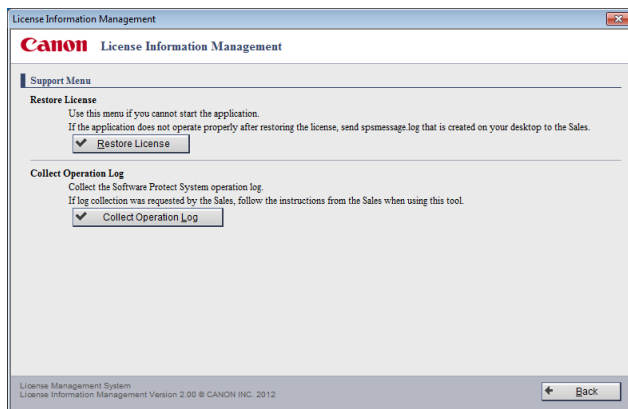 License Information Management
Canon License Information Management
Support Menu
Restore License
Use this menu if you cannot start the application.
If the application does not operate properly after restoring the license, send spsmessage.log that is created on your desktop to the Sales.
Restore License
Collect Operation Log
Collect the Software Protect System operation log.
If log collection was requested by the Sales, follow the instructions from the Sales when using this tool.
Collect Operation Log
License Management System
License Information Management Version 2.00 © CANON INC. 2012
Back